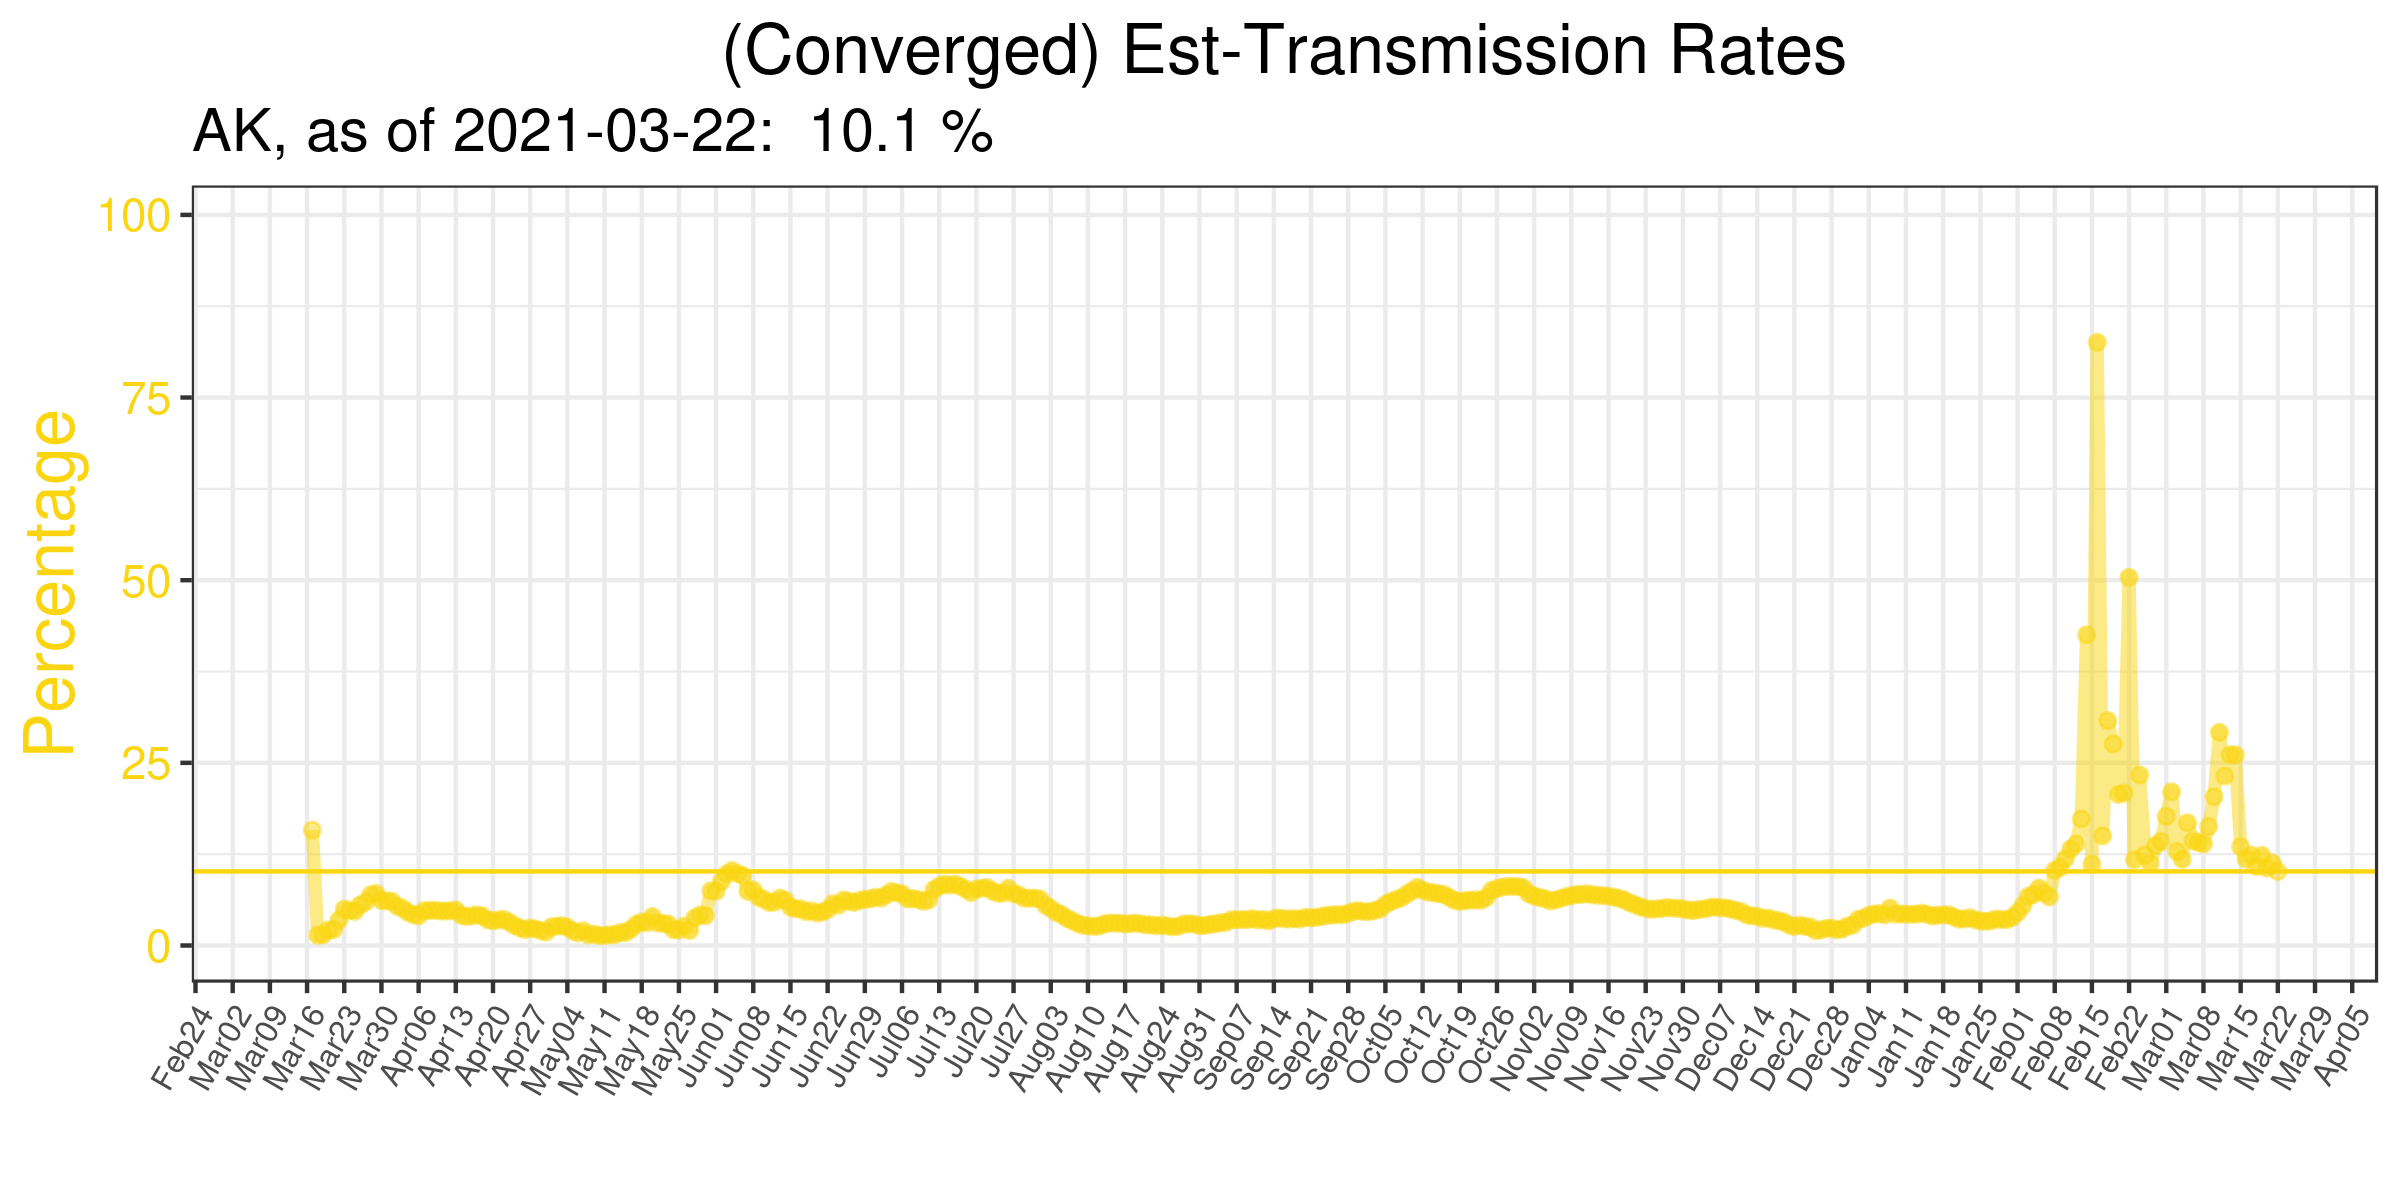 (Converged) Est-Transmission Rates
AK, as of 2021-03-22:  10.1 %
Percentage
100
75
50
25
0
Feb24
Mar02
Mar09
Mar16
Mar23
Mar30
Apr06
Apr13
Apr20
Apr27
May04
May11
May18
May25
Jun01
Jun08
Jun15
Jun22
Jun29
Jul06
Jul13
Jul20
Jul27
Aug03
Aug10
Aug17
Aug24
Aug31
Sep07
Sep14
Sep21
Sep28
Oct05
Oct12
Oct19
Oct26
Nov02
Nov09
Nov16
Nov23
Nov30
Dec07
Dec14
Dec21
Dec28
Jan04
Jan11
Jan18
Jan25
Feb01
Feb08
Feb15
Feb22
Mar01
Mar08
Mar15
Mar22
Mar29
Apr05